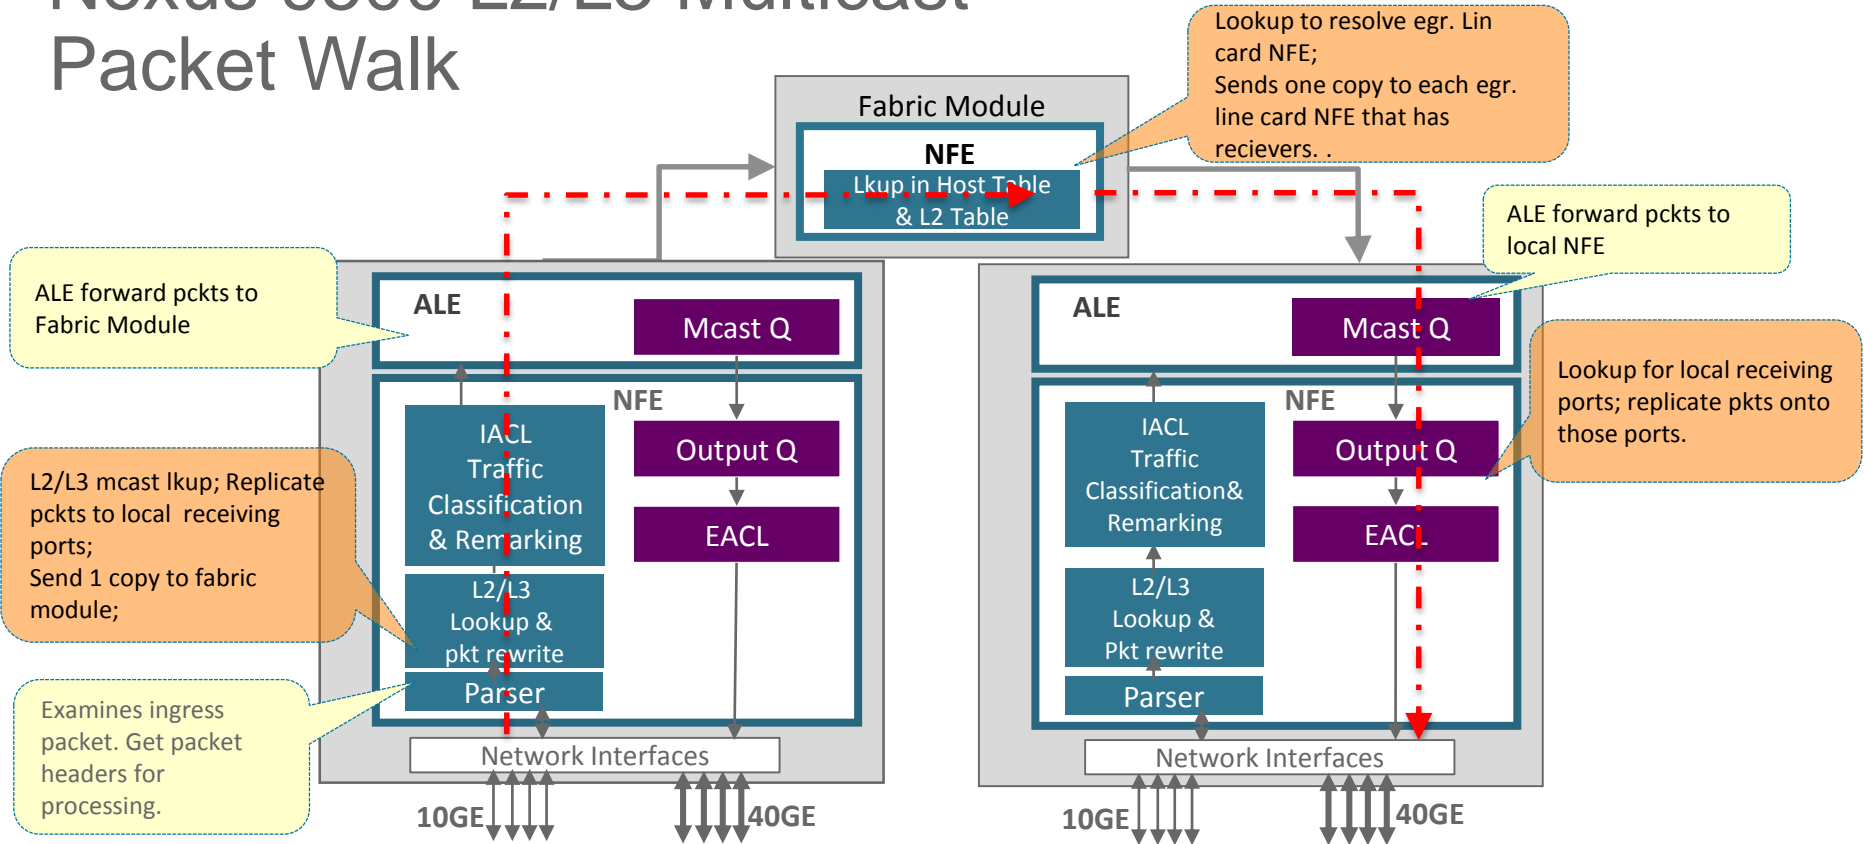 Nexus 9500 L2/L3 Multicast
Packet Walk
Lookup to resolve egr. Lin
card NFE;
Sends one copy to each egr.
line card NFE that has
recievers. .
Fabric Module
NFE
Lkup in Host Table
& L2 Table
ALE forward pckts to
local NFE
ALE forward pckts to
Fabric Module
ALE
Mcast Q
NFE
IACL
Traffic
Classification
& Remarking
Output Q
EACL
L2/L3
Lookup &
pkt rewrite
Parser
Network Interfaces
10GE
40GE
L2/L3 mcast lkup; Replicate
pckts to local receiving
ports;
Send 1 copy to fabric
module;
Examines ingress
packet. Get packet
headers for
processing.
ALE
Mcast Q
NFE
IACL
Traffic
Classification&
Remarking
Output Q
EACL
L2/L3
Lookup &
Pkt rewrite
Parser
Network Interfaces
10GE
40GE
Lookup for local receiving
ports; replicate pkts onto
those ports.